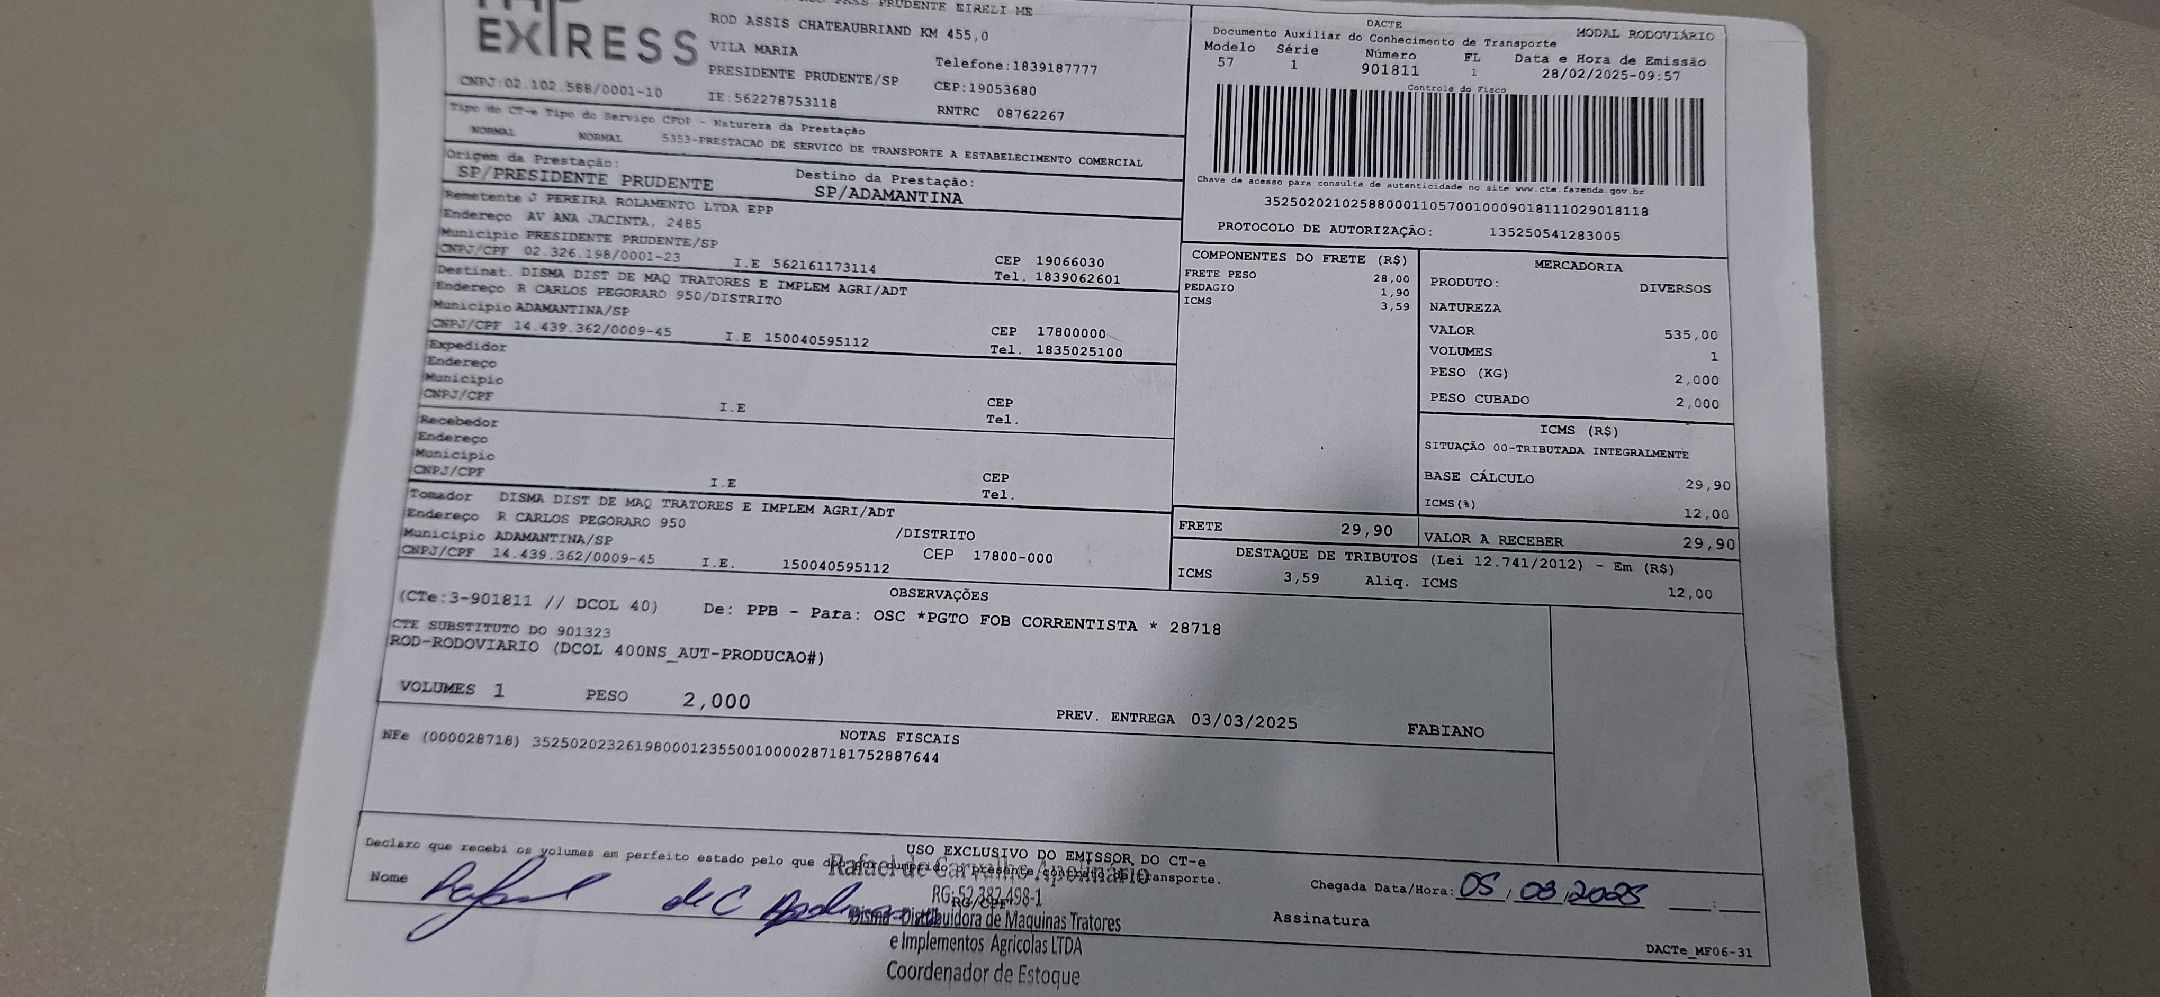 PRUDENTE EIRELI ME
EXPRESS
ROD ASSIS CHATEAUBRIAND KM 455,0
VILA MARIA
Telefone:1839187777
PRESIDENTE PRUDENTE/SP
CEP:19053680
CNPJ:02.102.588/0001-10
IE:562278753118
RNTRC 08762267
Tipo do CT-e Tipo do Serviço CFOP - Natureza da Prestação
NORMAL NORMAL 5353-PRESTACAO DE SERVICO DE TRANSPORTE A ESTABELECIMENTO COMERCIAL
Origem da Prestação: Destino da Prestação:
SP/PRESIDENTE PRUDENTE SP/ADAMANTINA
DACTE
Documento Auxiliar do Conhecimento de Transporte MODAL RODOVIÁRIO
Modelo Série Número FL Data e Hora de Emissão
57 1 901811 1 28/02/2025-09:57
Controle do Fisco
Chave de acesso para consulta de autenticidade no site www.cte.fazenda.gov.br
35250202102588000110570010009018111029018118
PROTOCOLO DE AUTORIZAÇÃO: 135250541283005
Remetente J PEREIRA ROLAMENTO LTDA EPP
Endereço AV ANA JACINTA, 2485
Município PRESIDENTE PRUDENTE/SP CEP 19066030
CNPJ/CPF 02.326.198/0001-23 I.E 562161173114 Tel. 1839062601
Destinat. DISMA DIST DE MAQ TRATORES E IMPLEM AGRI/ADT
Endereço R CARLOS PEGORARO 950/DISTRITO
Município ADAMANTINA/SP CEP 17800000
CNPJ/CPF 14.439.362/0009-45 I.E 150040595112 Tel. 1835025100
Expedidor
Endereço
Município CEP
CNPJ/CPF I.E Tel.
Recebedor
Endereço
Município CEP
CNPJ/CPF I.E Tel.
Tomador DISMA DIST DE MAQ TRATORES E IMPLEM AGRI/ADT
Endereço R CARLOS PEGORARO 950 /DISTRITO
Município ADAMANTINA/SP CEP 17800-000
CNPJ/CPF 14.439.362/0009-45 I.E. 150040595112
COMPONENTES DO FRETE (R$)
FRETE PESO 28,00
PEDAGIO 1,90
ICMS 3,59
FRETE 29,90
MERCADORIA
PRODUTO: DIVERSOS
NATUREZA
VALOR 535,00
VOLUMES 1
PESO (KG) 2,000
PESO CUBADO 2,000
ICMS (R$)
SITUAÇÃO 00-TRIBUTADA INTEGRALMENTE
BASE CÁLCULO 29,90
ICMS(%) 12,00
VALOR A RECEBER 29,90
DESTAQUE DE TRIBUTOS (Lei 12.741/2012) - Em (R$)
ICMS 3,59 Aliq. ICMS 12,00
OBSERVAÇÕES
(CTe:3-901811 // DCOL 40) De: PPB - Para: OSC *PGTO FOB CORRENTISTA * 28718
CTE SUBSTITUTO DO 901323
ROD-RODOVIARIO (DCOL 400NS_AUT-PRODUCAO#)
VOLUMES 1 PESO 2,000
PREV. ENTREGA 03/03/2025 FABIANO
NOTAS FISCAIS
NFe (000028718) 35250202326198000123550010000287181752887644
USO EXCLUSIVO DO EMISSOR DO CT-e
Declaro que recebi os volumes em perfeito estado pelo que dou por cumprido o presente contrato de transporte.
Nome Rafael de C Apolinario RG/CPF Assinatura
Chegada Data/Hora: 05/03/2025 __:__
Rafael de Carvalho Apolinário
RG: 52.387.498-1
Disma - Distribuidora de Maquinas Tratores
e Implementos Agricolas LTDA
Coordenador de Estoque
DACTe_MF06-31